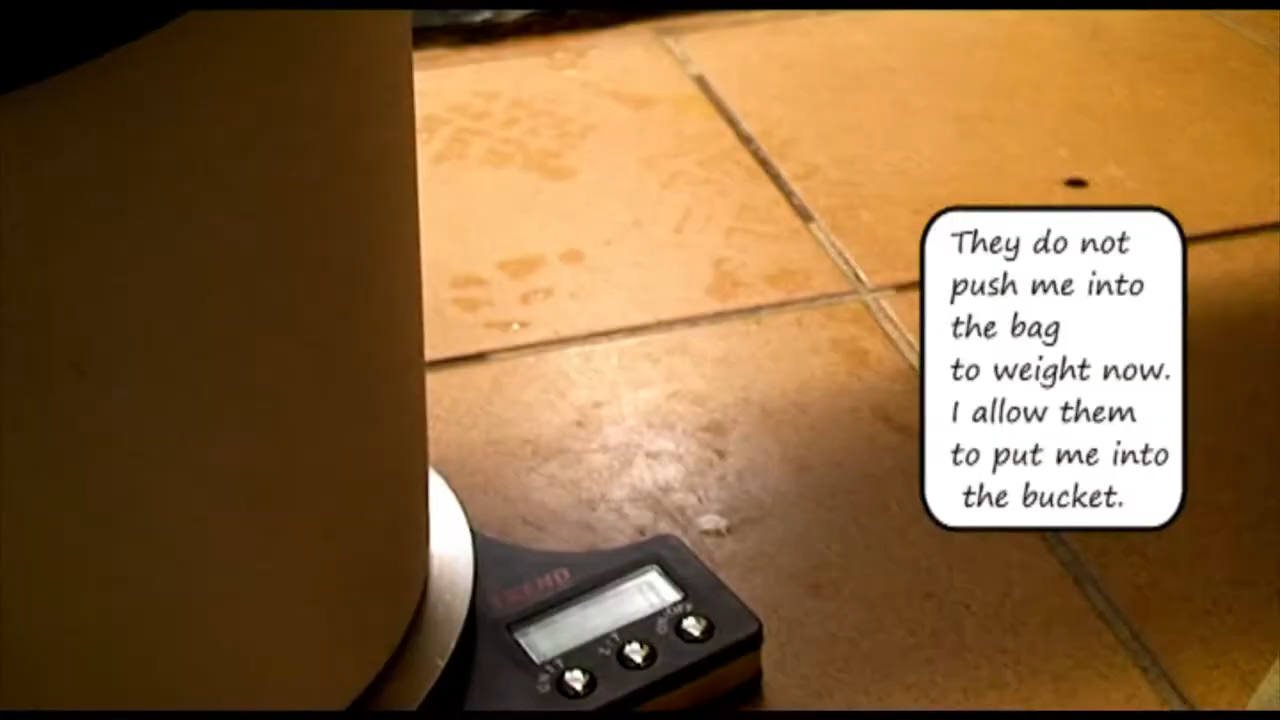 They do not
push me into
the bag
to weight now.
I allow them
to put me into
the bucket.
TREND